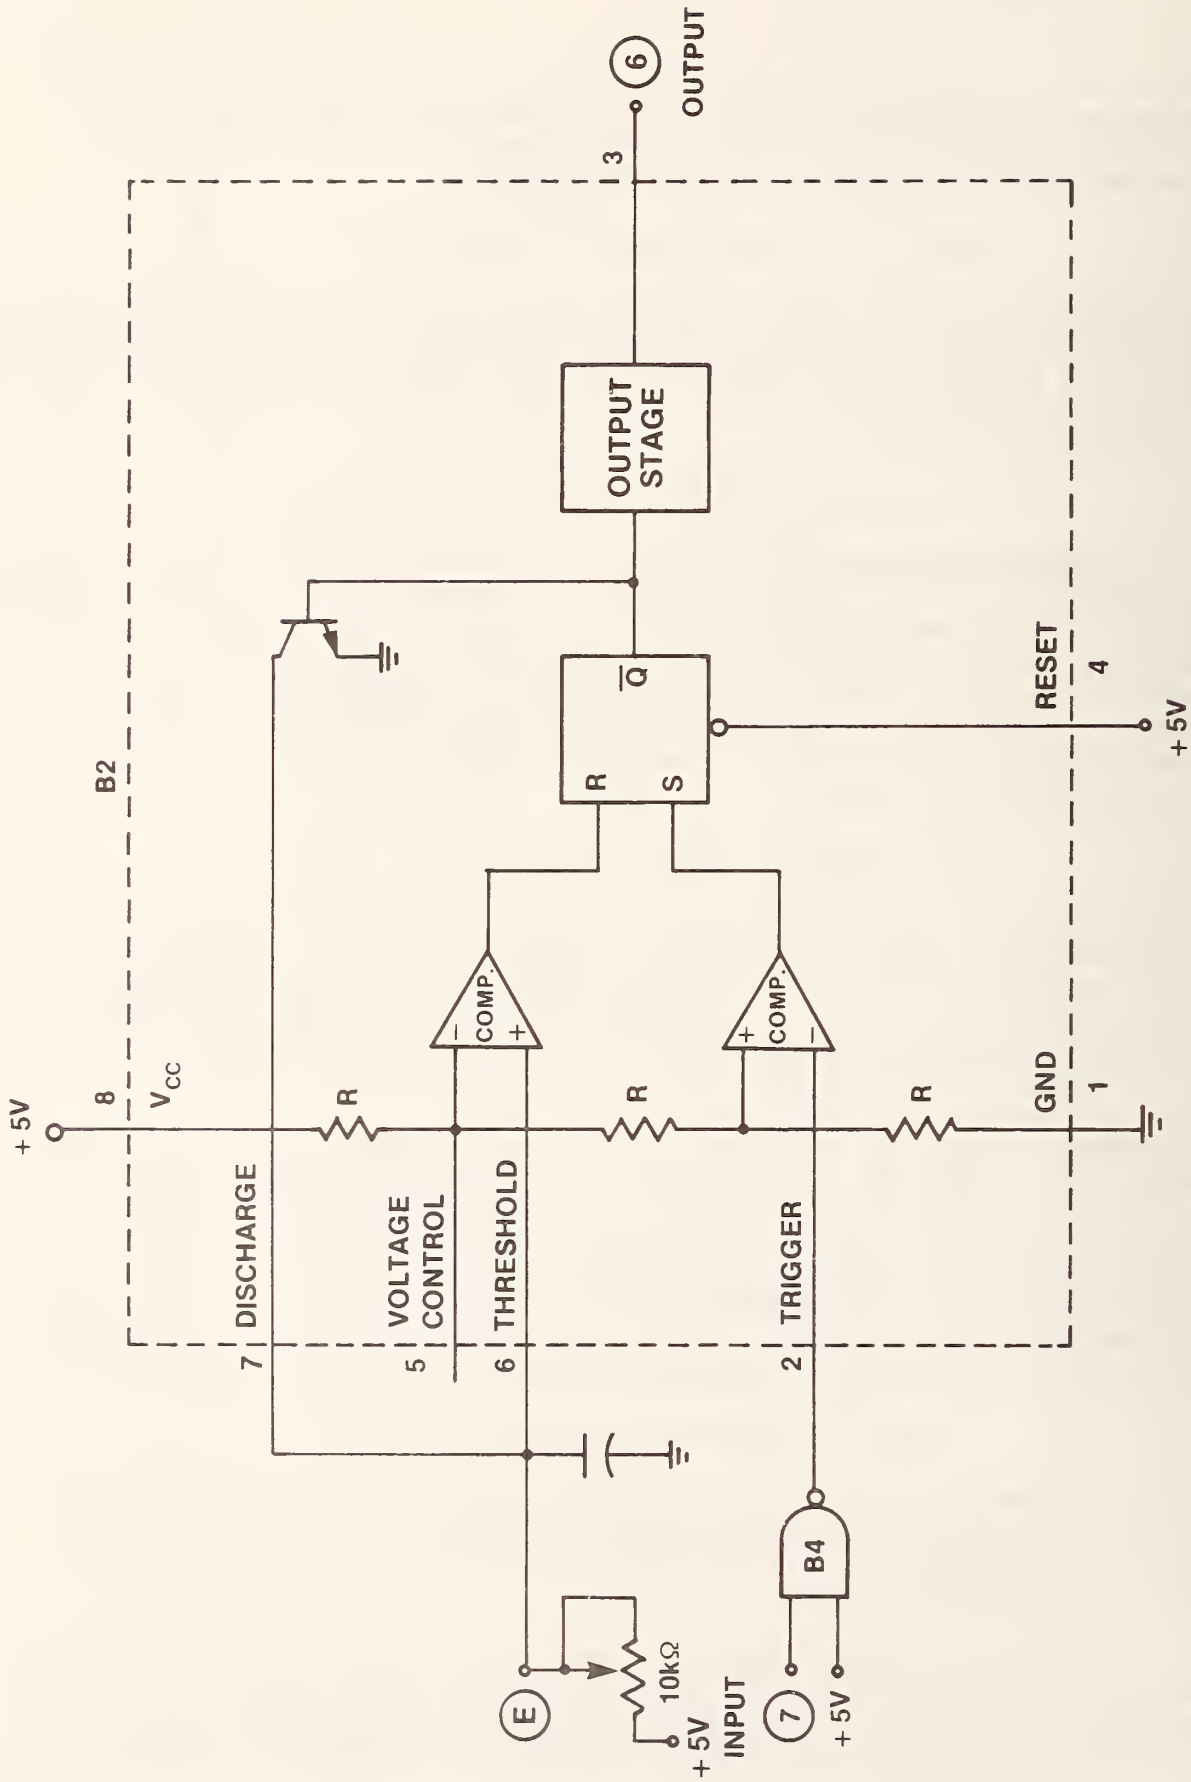 + 5V
8
B2
V_CC
DISCHARGE
7
R
VOLTAGE
CONTROL
5
THRESHOLD
6
−
COMP.
+
R
R
S
Q̅
OUTPUT
STAGE
3
6
OUTPUT
E
10kΩ
+ 5V
INPUT
7
+ 5V
B4
TRIGGER
2
+
COMP.
−
R
GND
1
RESET
4
+ 5V